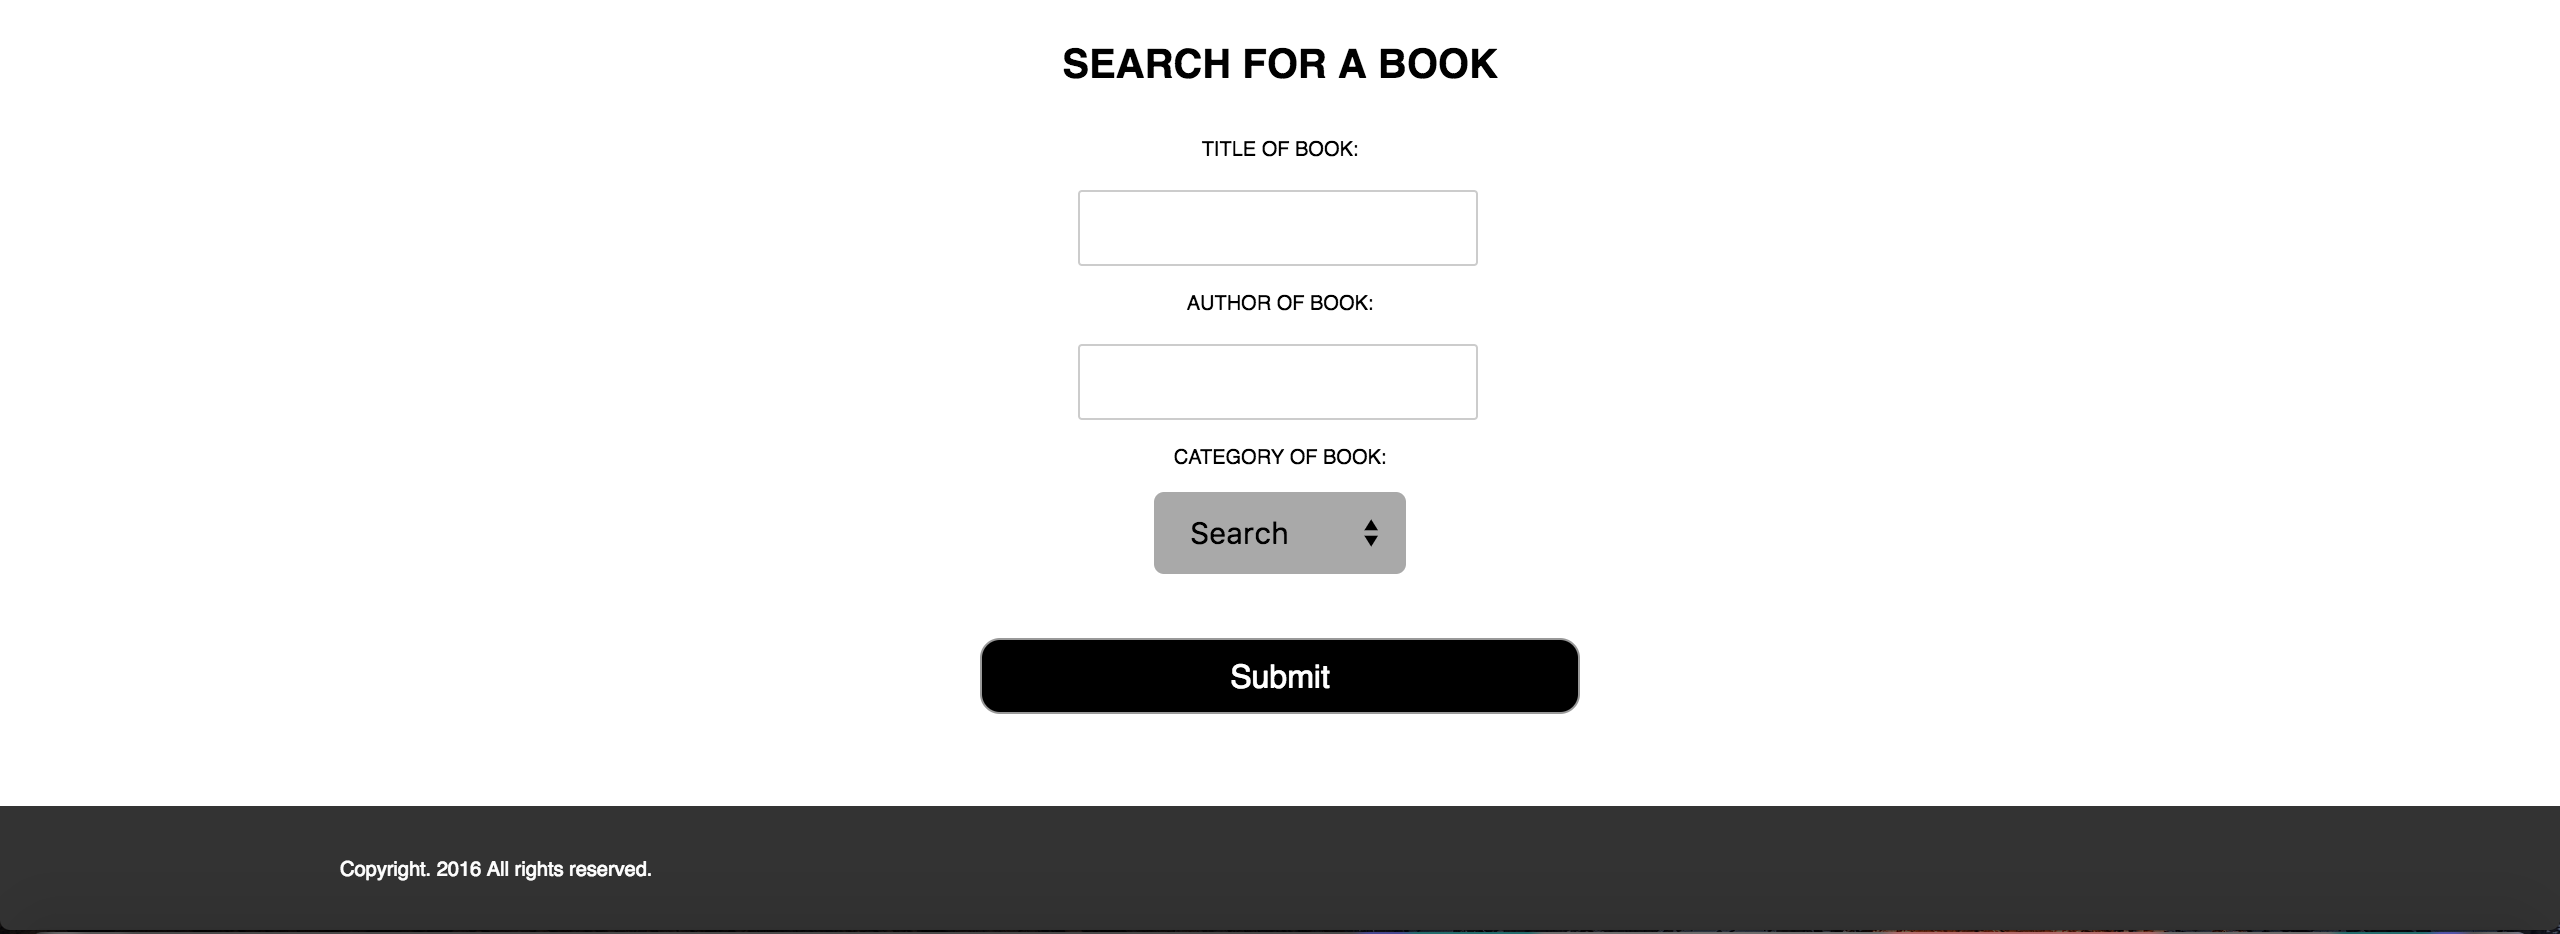 SEARCH FOR A BOOK
TITLE OF BOOK:
AUTHOR OF BOOK:
CATEGORY OF BOOK:
Search
Submit
Copyright. 2016 All rights reserved.